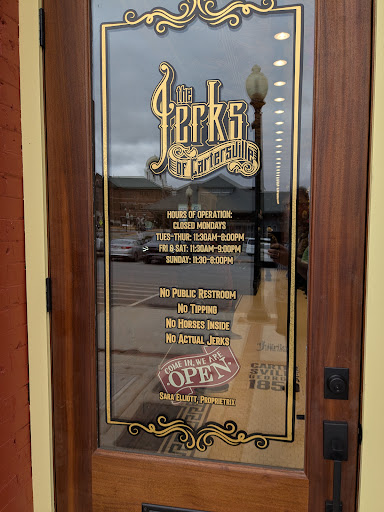 the
Jerks
OF Cartersville
HOURS OF OPERATION:
CLOSED MONDAYS
TUES-THUR: 11:30AM-8:00PM
FRI & SAT: 11:30AM-9:00PM
SUNDAY: 11:30-8:00PM
NO PUBLIC RESTROOM
NO TIPPING
NO HORSES INSIDE
NO ACTUAL JERKS
COME IN, WE ARE
OPEN
SARA ELLIOTT, PROPRIETRIX